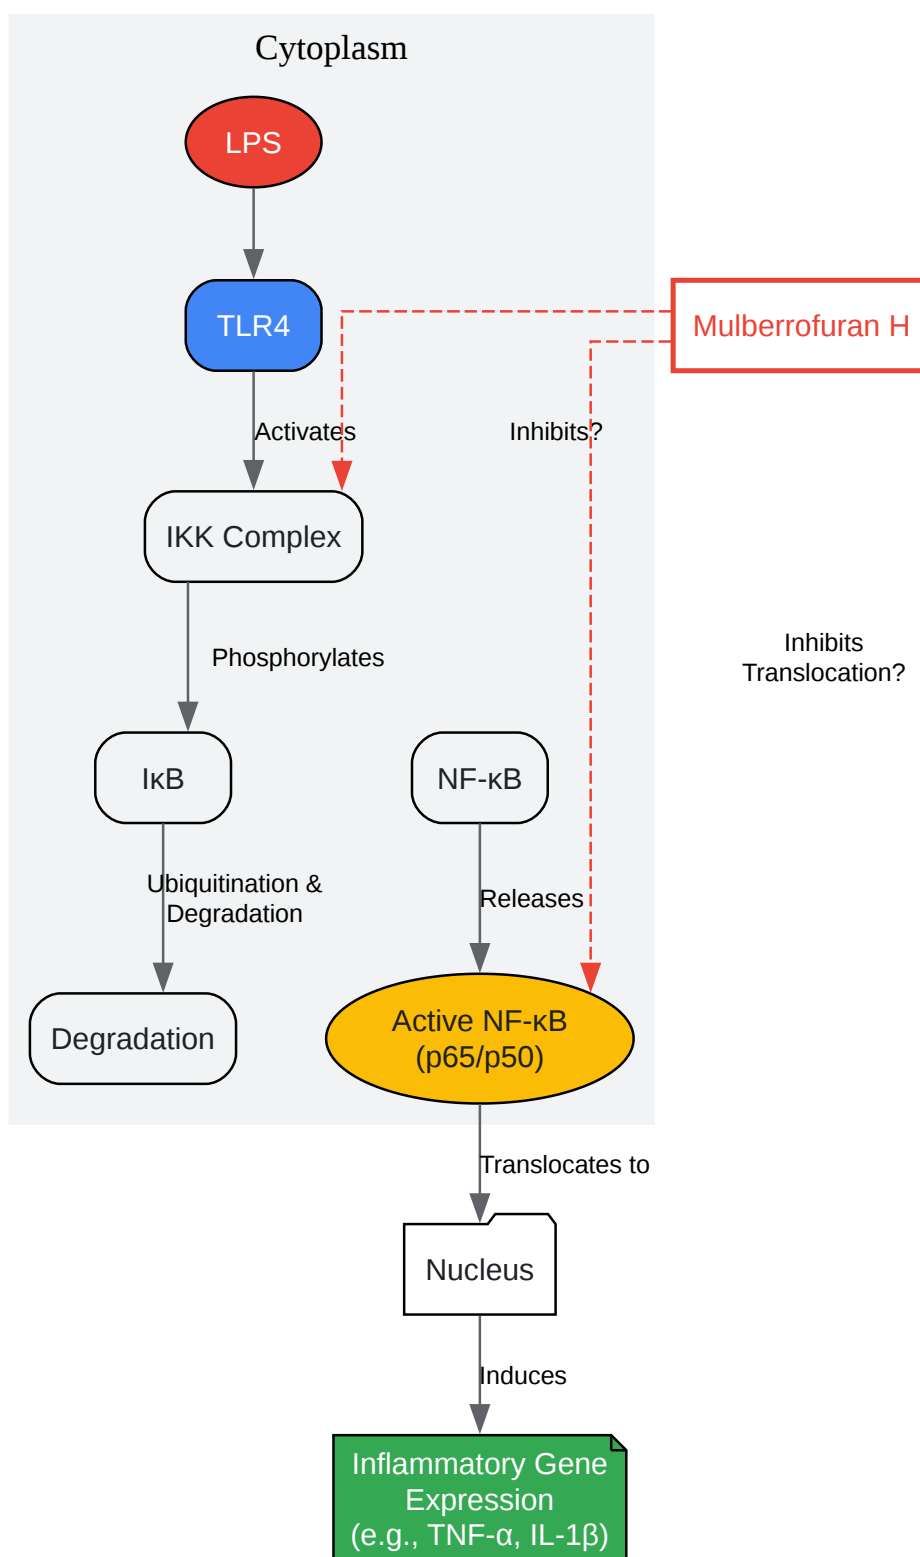 Cytoplasm
LPS
TLR4
Mulberrofuran H
Activates
Inhibits?
IKK Complex
Inhibits
Translocation?
Phosphorylates
IκB
NF-κB
Ubiquitination &
Degradation
Releases
Degradation
Active NF-κB
(p65/p50)
Translocates to
Nucleus
Induces
Inflammatory Gene
Expression
(e.g., TNF-α, IL-1β)